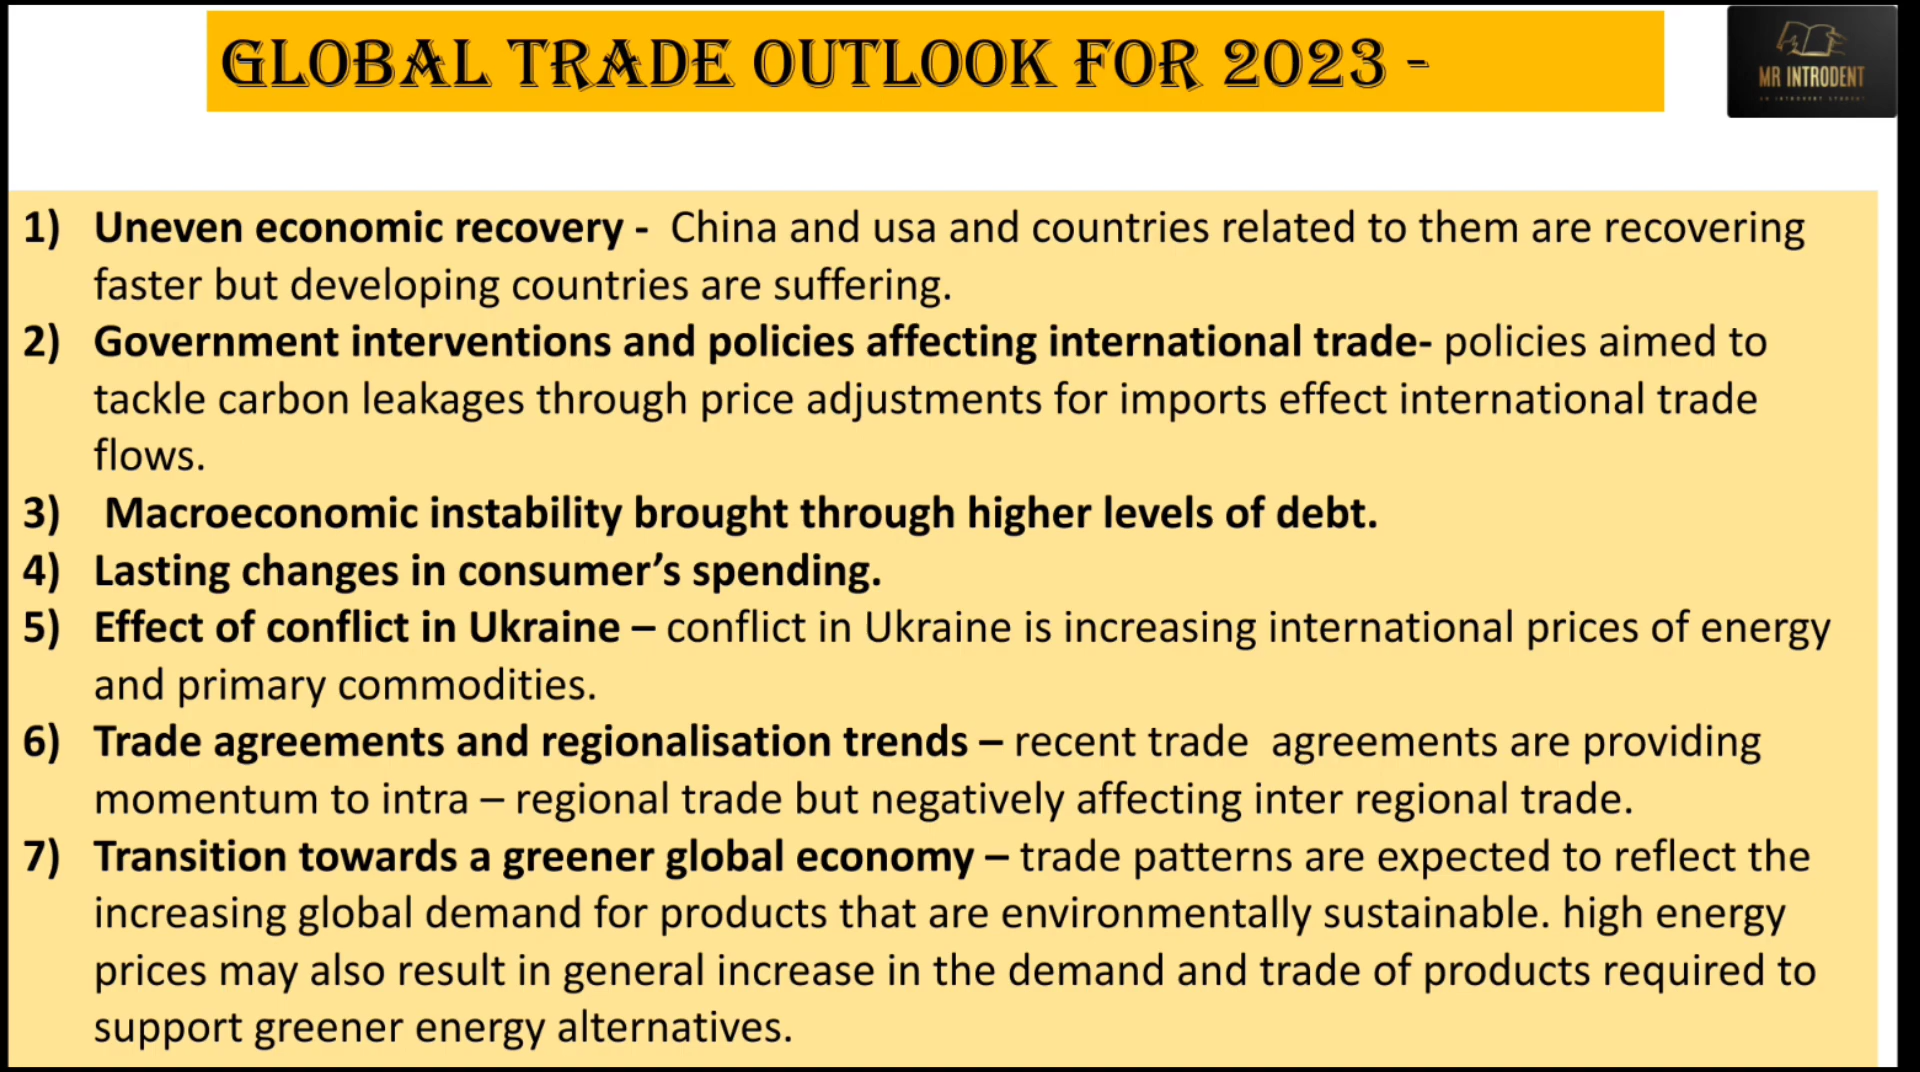 GLOBAL TRADE OUTLOOK FOR 2023 -
MR INTRODENT
1) Uneven economic recovery - China and usa and countries related to them are recovering
faster but developing countries are suffering.
2) Government interventions and policies affecting international trade- policies aimed to
tackle carbon leakages through price adjustments for imports effect international trade
flows.
3) Macroeconomic instability brought through higher levels of debt.
4) Lasting changes in consumer’s spending.
5) Effect of conflict in Ukraine – conflict in Ukraine is increasing international prices of energy
and primary commodities.
6) Trade agreements and regionalisation trends – recent trade agreements are providing
momentum to intra – regional trade but negatively affecting inter regional trade.
7) Transition towards a greener global economy – trade patterns are expected to reflect the
increasing global demand for products that are environmentally sustainable. high energy
prices may also result in general increase in the demand and trade of products required to
support greener energy alternatives.